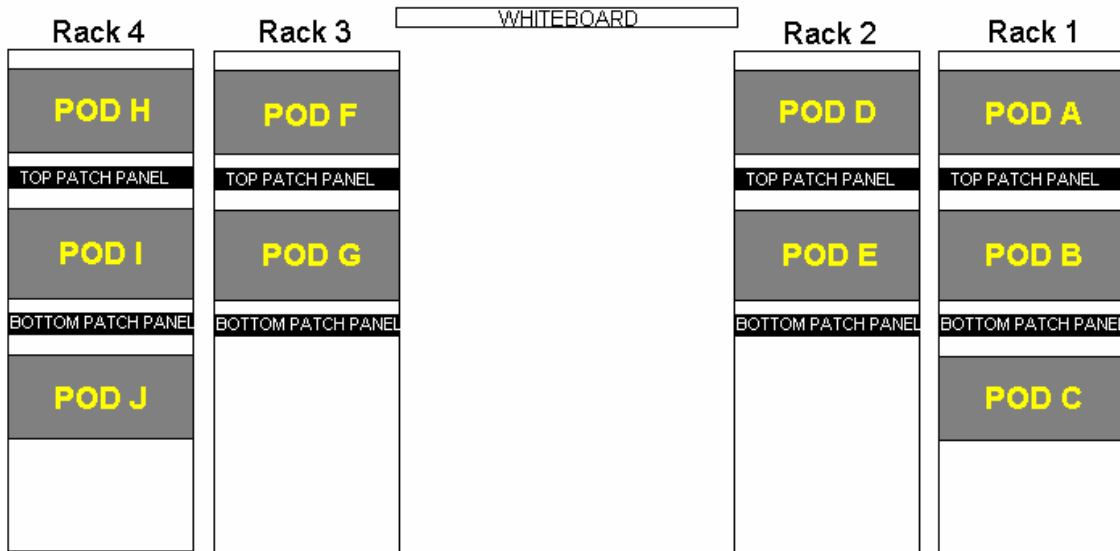 WHITEBOARD
Rack 4 Rack 3 Rack 2 Rack 1
POD H POD F POD D POD A
TOP PATCH PANEL TOP PATCH PANEL TOP PATCH PANEL TOP PATCH PANEL
POD I POD G POD E POD B
BOTTOM PATCH PANEL BOTTOM PATCH PANEL BOTTOM PATCH PANEL BOTTOM PATCH PANEL
POD J POD C